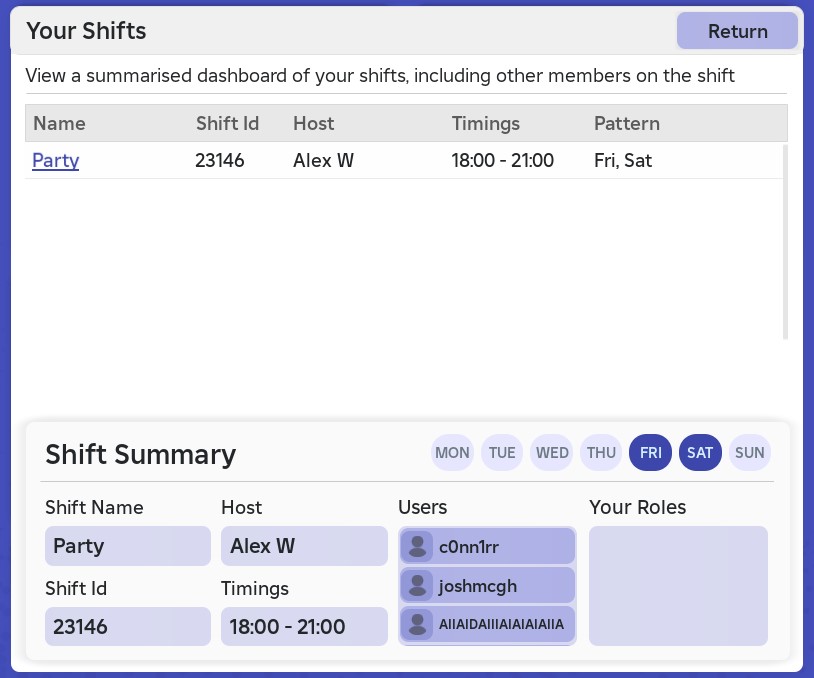 Your Shifts
Return
View a summarised dashboard of your shifts, including other members on the shift
Name Shift Id Host Timings Pattern
Party 23146 Alex W 18:00 - 21:00 Fri, Sat
Shift Summary MON TUE WED THU FRI SAT SUN
Shift Name Host Users Your Roles
Party Alex W c0nn1rr
Shift Id Timings joshmcgh
23146 18:00 - 21:00